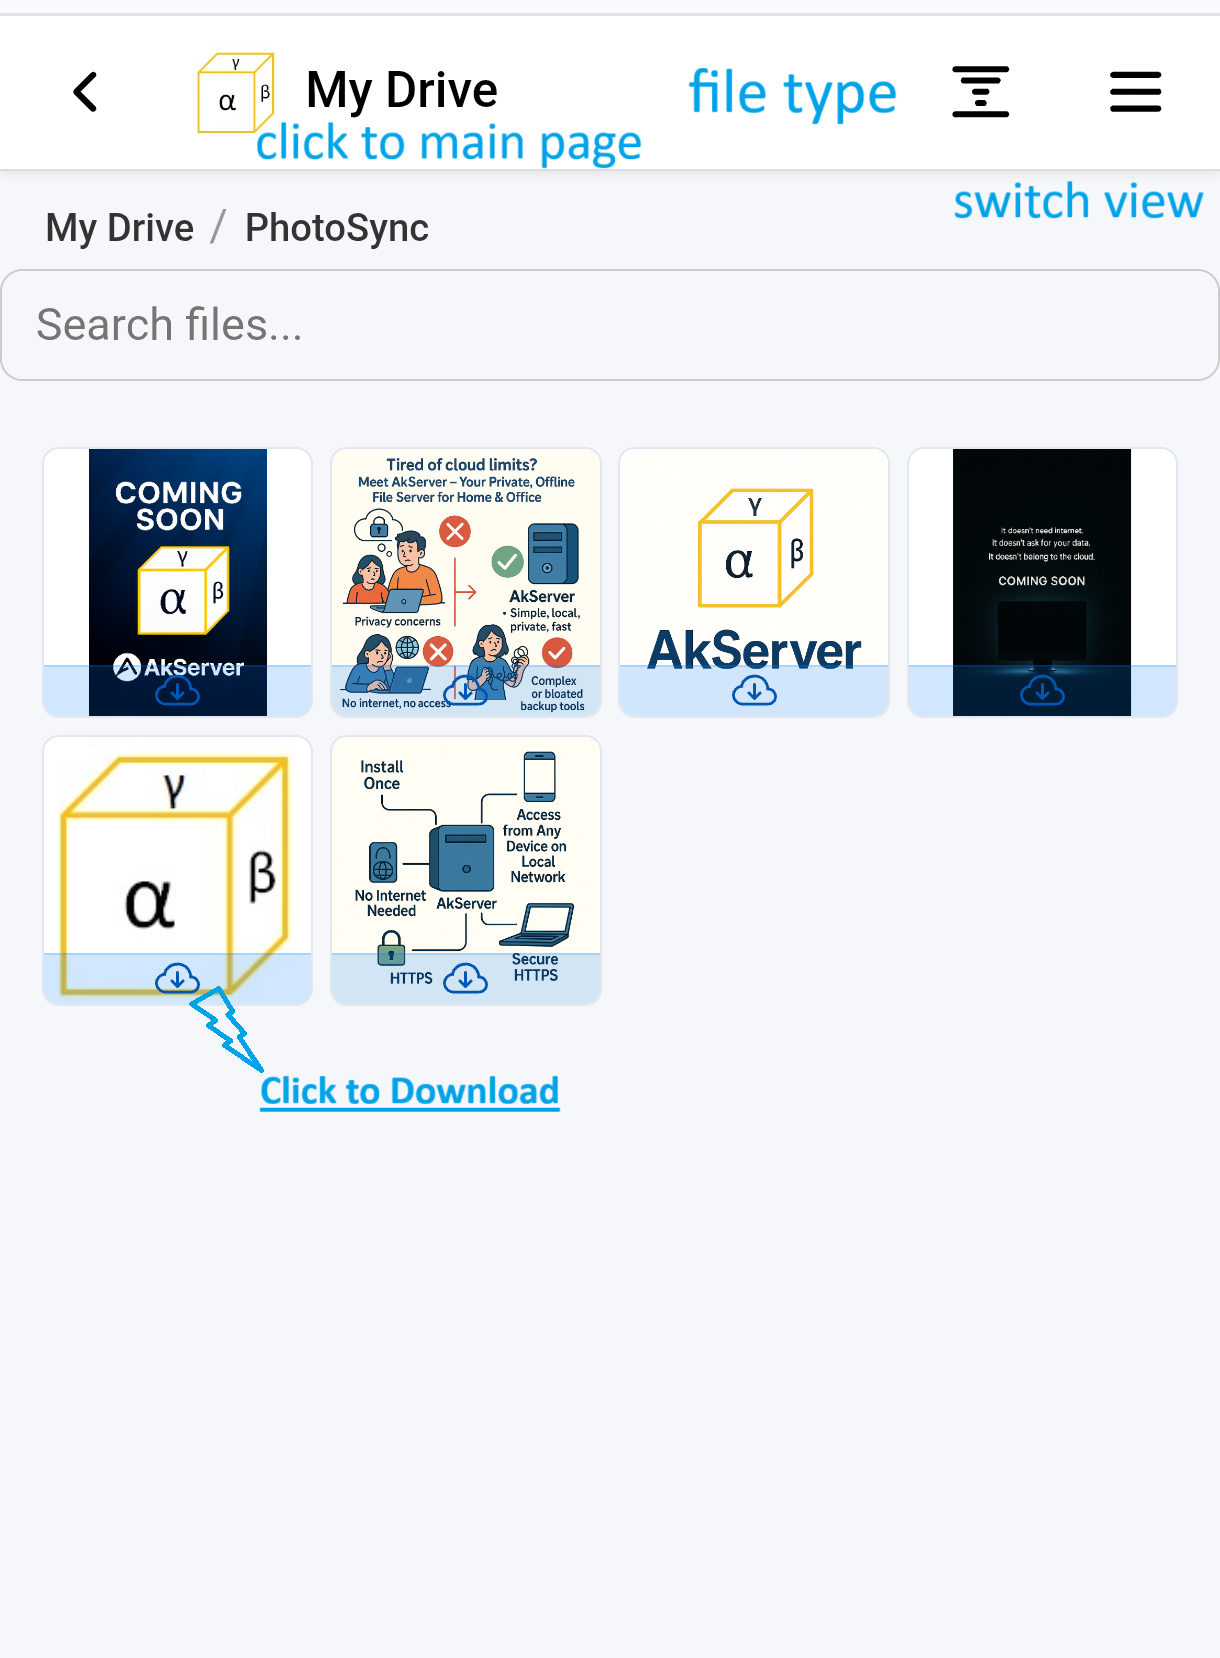 γ
α β My Drive
file type
click to main page
switch view
My Drive / PhotoSync
Search files...
COMING
SOON
γ
α β
AkServer
Tired of cloud limits?
Meet AkServer – Your Private, Offline
File Server for Home & Office
AkServer
• Simple, local,
private, fast
Privacy concerns
Complex
or bloated
backup tools
No internet, no access
γ
α β
AkServer
It doesn't need internet.
It doesn't ask for your data.
It doesn't belong to the cloud.
COMING SOON
γ
α β
Install
Once
Access
from Any
Device on
Local
Network
No Internet
Needed
AkServer
HTTPS
Secure
HTTPS
Click to Download